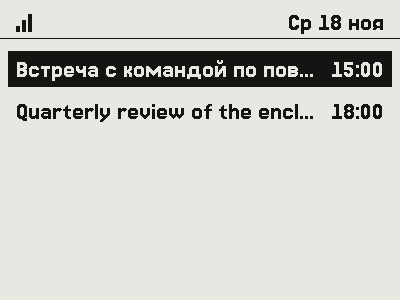 Ср 18 ноя
Встреча с командой по пов... 15:00
Quarterly review of the encl... 18:00